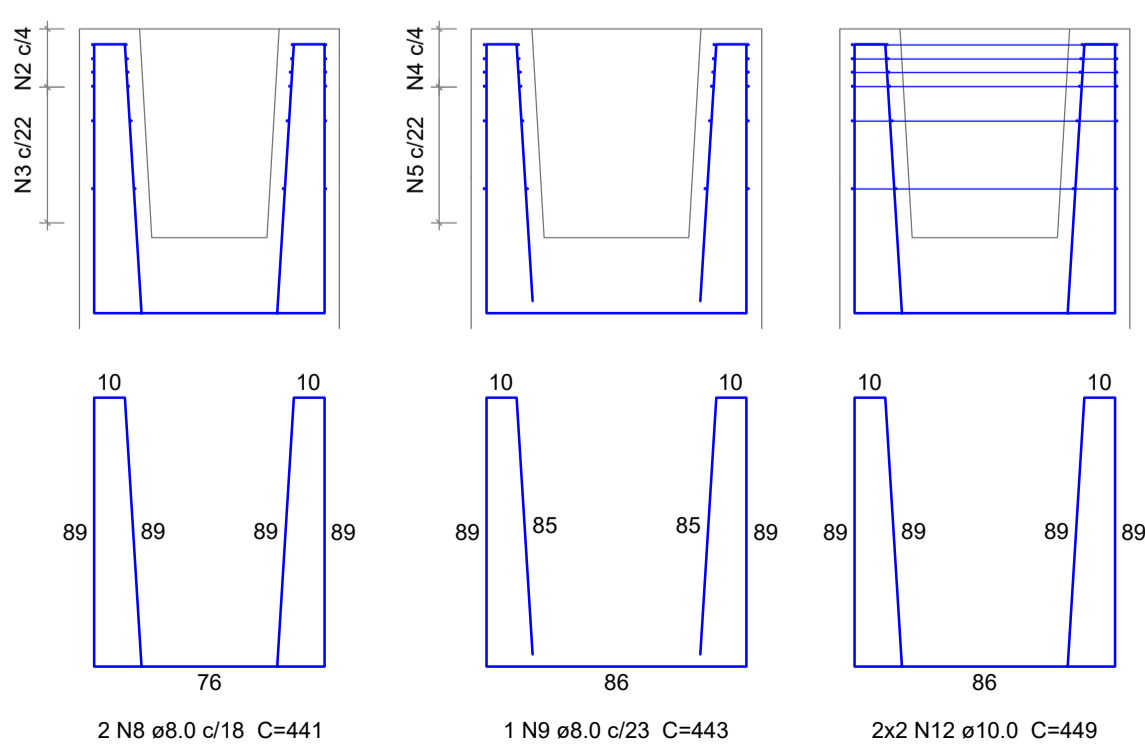 N2 c/4
N3 c/22
N4 c/4
N5 c/22
10 10
89 89 89 89
76
2 N8 ø8.0 c/18 C=441
10 10
89 85 85 89
86
1 N9 ø8.0 c/23 C=443
10 10
89 89 89 89
86
2x2 N12 ø10.0 C=449